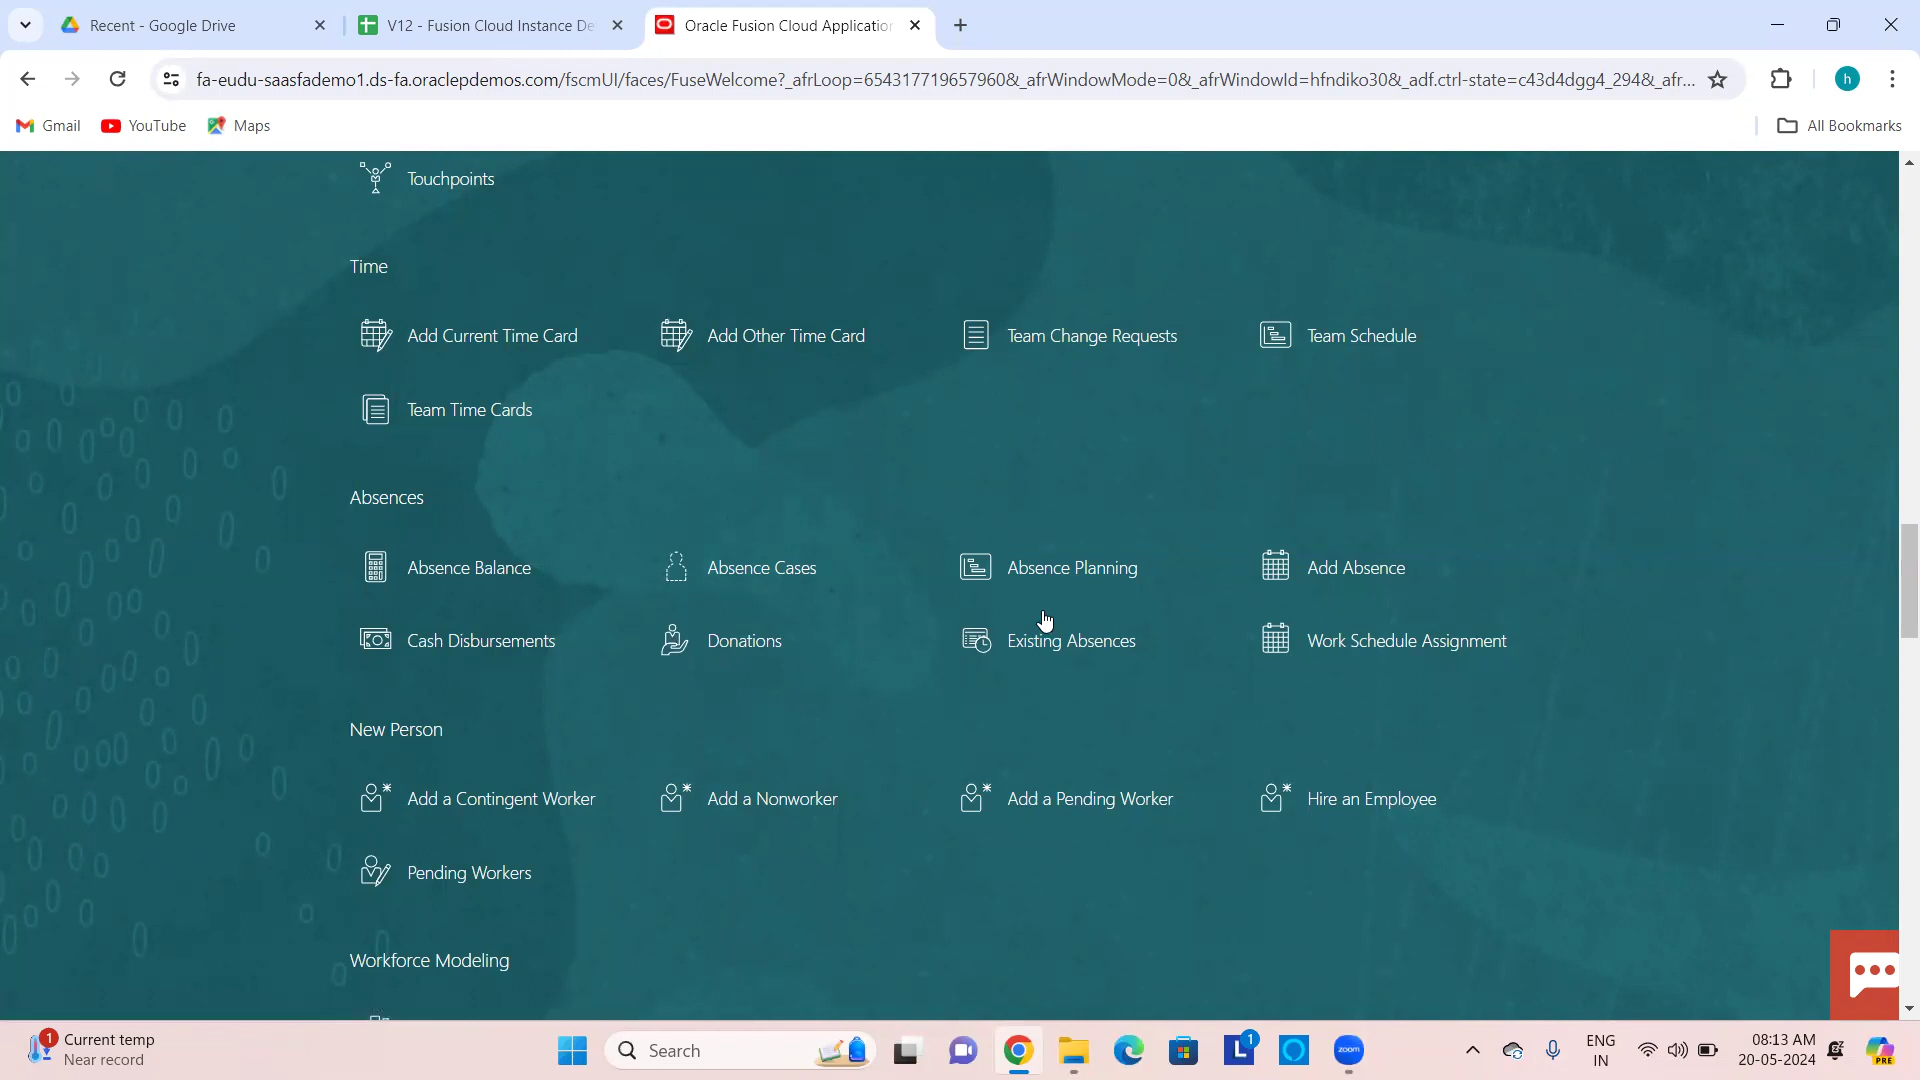 Recent - Google Drive
V12 - Fusion Cloud Instance De
Oracle Fusion Cloud Application
fa-eudu-saasfademo1.ds-fa.oraclepdemos.com/fscmUI/faces/FuseWelcome?_afrLoop=654317719657960&_afrWindowMode=0&_afrWindowId=hfndiko30&_adf.ctrl-state=c43d4dgg4_294&_afr...
h
Gmail
YouTube
Maps
All Bookmarks
Touchpoints
Time
Add Current Time Card
Add Other Time Card
Team Change Requests
Team Schedule
Team Time Cards
Absences
Absence Balance
Absence Cases
Absence Planning
Add Absence
Cash Disbursements
Donations
Existing Absences
Work Schedule Assignment
New Person
Add a Contingent Worker
Add a Nonworker
Add a Pending Worker
Hire an Employee
Pending Workers
Workforce Modeling
1
Current temp
Near record
Search
L
1
zoom
ENG
IN
08:13 AM
20-05-2024
PRE